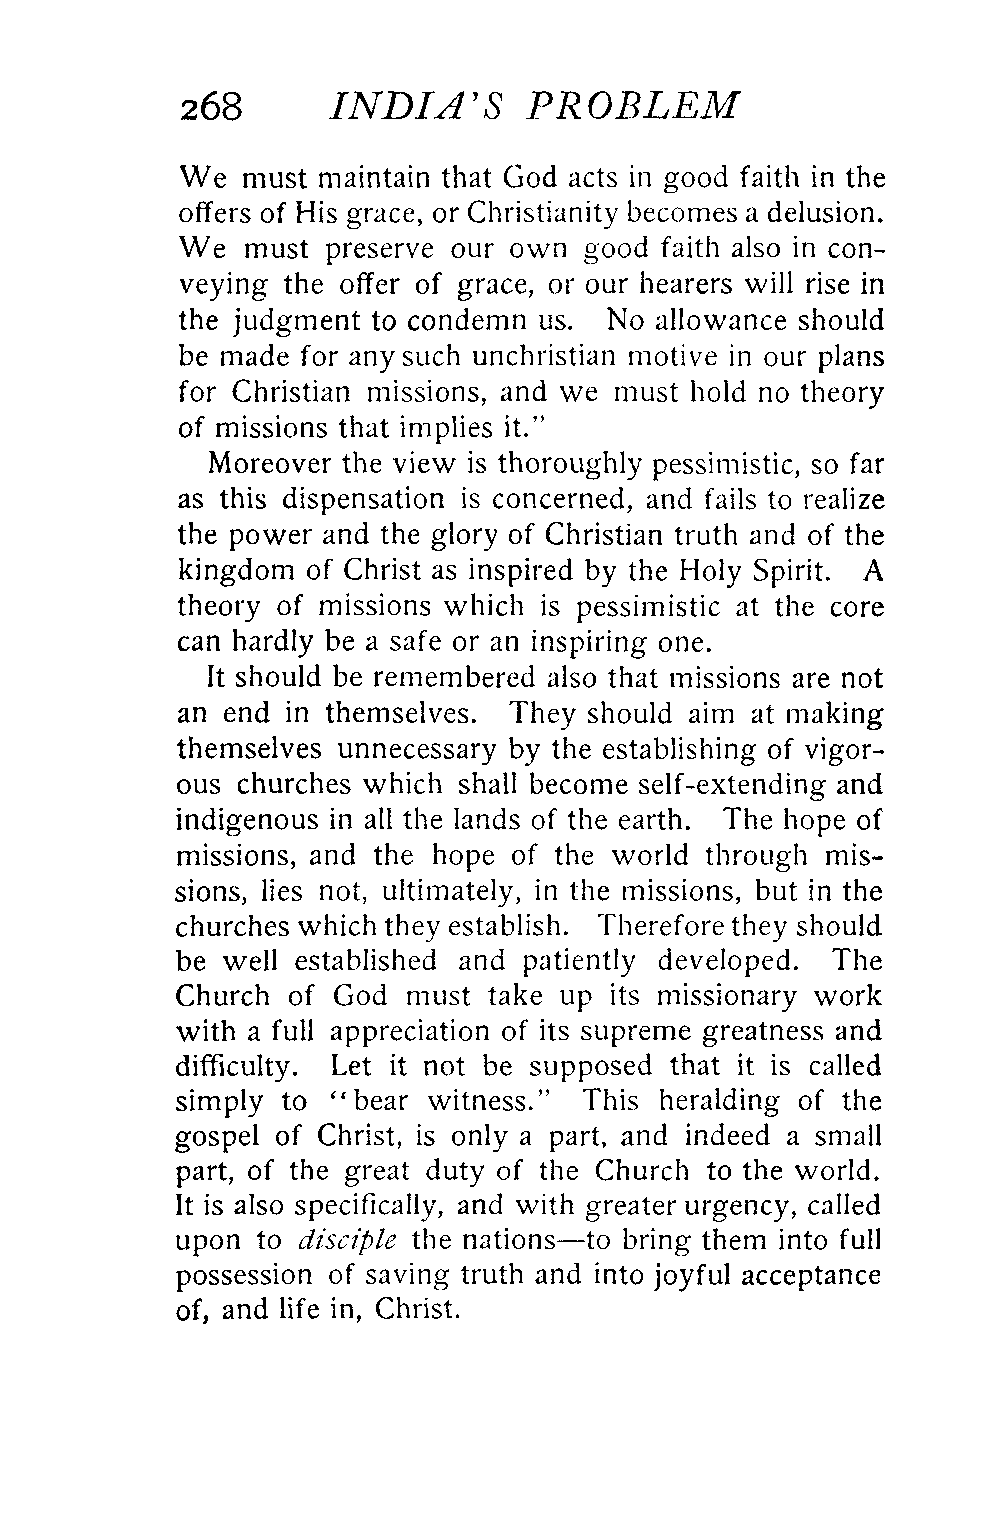 268 INDIA'S PROBLEM
We must maintain that God acts in good faith in the
offers of His grace, or Christianity becomes a delusion.
We must preserve our own good faith also in con-
veying the offer of grace, or our hearers will rise in
the judgment to condemn us. No allowance should
be made for any such unchristian motive in our plans
for Christian missions, and we must hold no theory
of missions that implies it."
Moreover the view is thoroughly pessimistic, so far
as this dispensation is concerned, and fails to realize
the power and the glory of Christian truth and of the
kingdom of Christ as inspired by the Holy Spirit. A
theory of missions which is pessimistic at the core
can hardly be a safe or an inspiring one.
It should be remembered also that missions are not
an end in themselves. They should aim at making
themselves unnecessary by the establishing of vigor-
ous churches which shall become self-extending and
indigenous in all the lands of the earth. The hope of
missions, and the hope of the world through mis-
sions, lies not, ultimately, in the missions, but in the
churches which they establish. Therefore they should
be well established and patiently developed. The
Church of God must take up its missionary work
with a full appreciation of its supreme greatness and
difficulty. Let it not be supposed that it is called
simply to "bear witness." This heralding of the
gospel of Christ, is only a part, and indeed a small
part, of the great duty of the Church to the world.
It is also specifically, and with greater urgency, called
upon to disciple the nations—to bring them into full
possession of saving truth and into joyful acceptance
of, and life in, Christ.